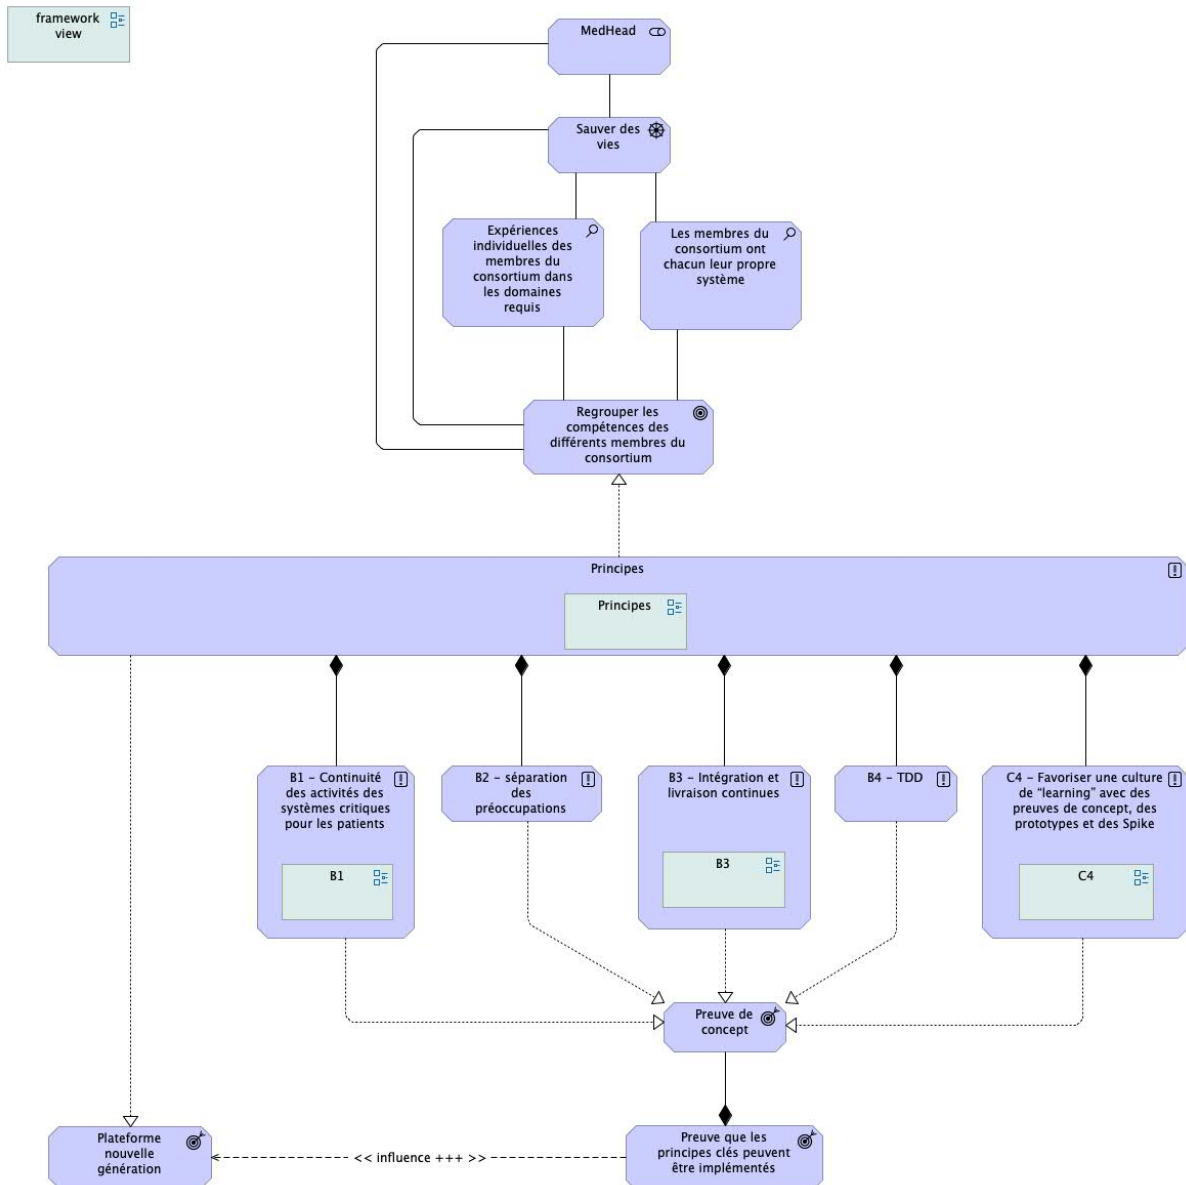 framework
view
MedHead
Sauver des
vies
Expériences
individuelles des
membres du
consortium dans
les domaines
requis
Les membres du
consortium ont
chacun leur propre
système
Regrouper les
compétences des
différents membres du
consortium
Principes
Principes
B1 – Continuité
des activités des
systèmes critiques
pour les patients
B1
B2 – séparation
des
préoccupations
B3 – Intégration et
livraison continues
B3
B4 – TDD
C4 – Favoriser une culture
de “learning” avec des
preuves de concept, des
prototypes et des Spike
C4
Preuve de
concept
Plateforme
nouvelle
génération
<< influence +++ >>
Preuve que les
principes clés peuvent
être implémentés